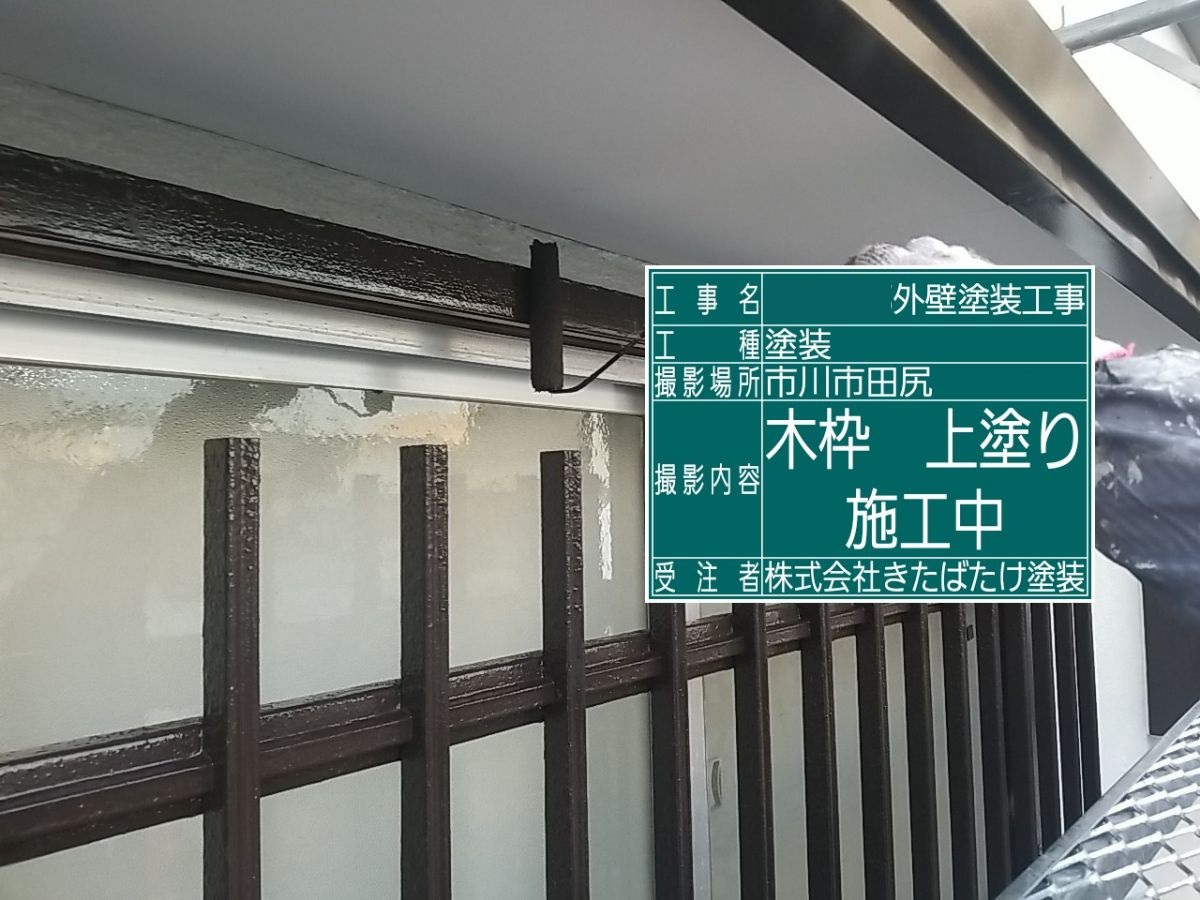 工事名 外壁塗装工事
工種 塗装
撮影場所 市川市田尻
撮影内容 木枠 上塗り
施工中
受注者 株式会社きたばたけ塗装